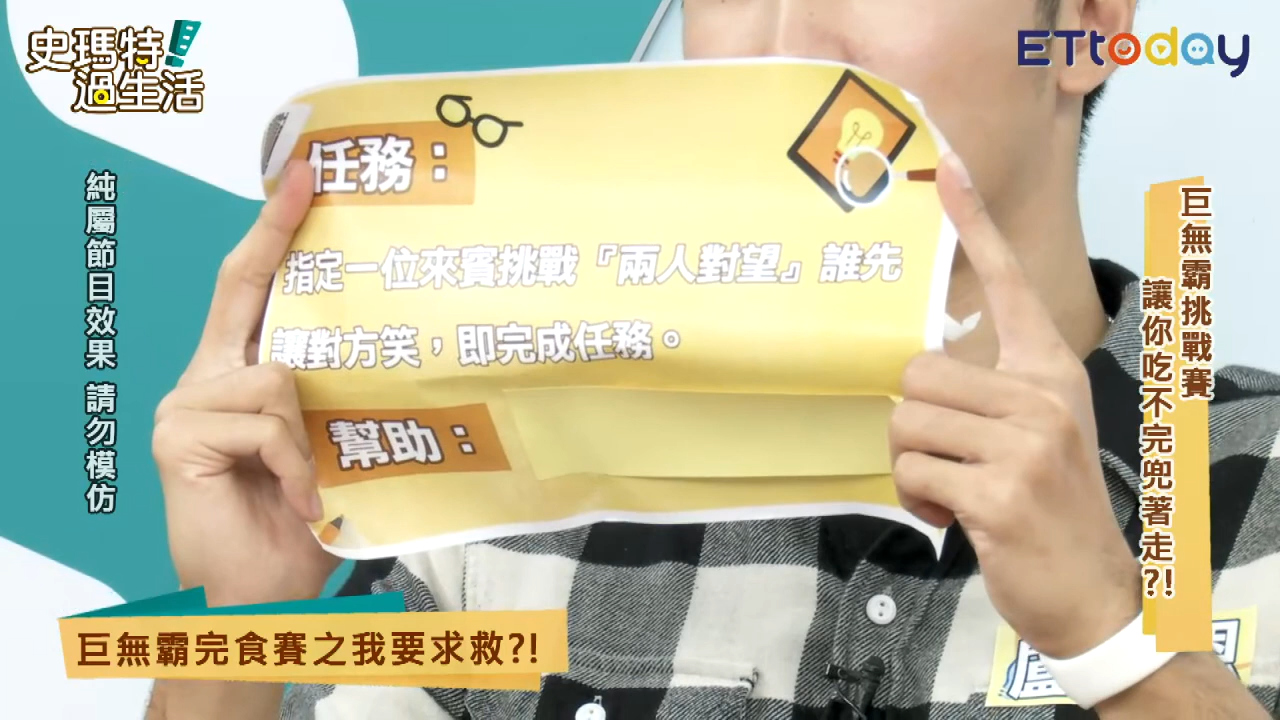 史瑪特!
過生活
ETtoday
純屬節目效果 請勿模仿
任務：
指定一位來賓挑戰『兩人對望』誰先
讓對方笑，即完成任務。
幫助：
巨無霸挑戰賽
讓你吃不完兜著走?!
巨無霸完食賽之我要求救?!